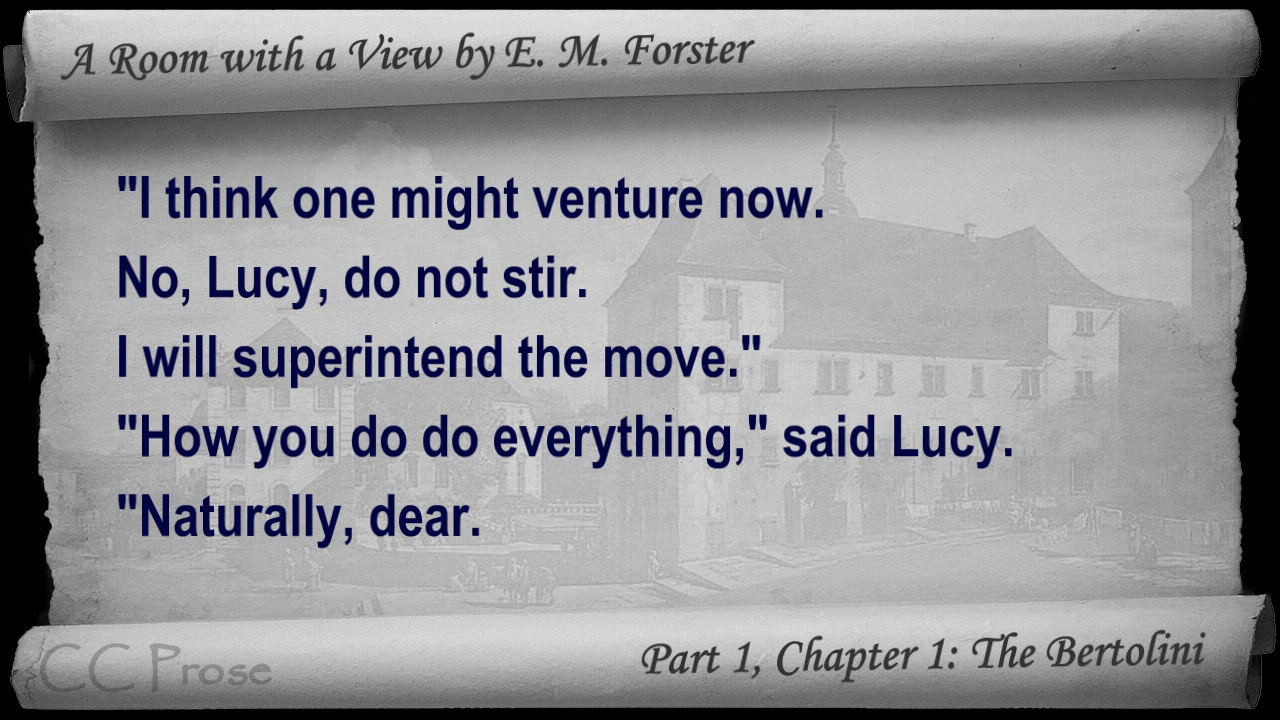 A Room with a View by E. M. Forster
"I think one might venture now.
No, Lucy, do not stir.
I will superintend the move."
"How you do do everything," said Lucy.
"Naturally, dear.
CC Prose
Part 1, Chapter 1: The Bertolini